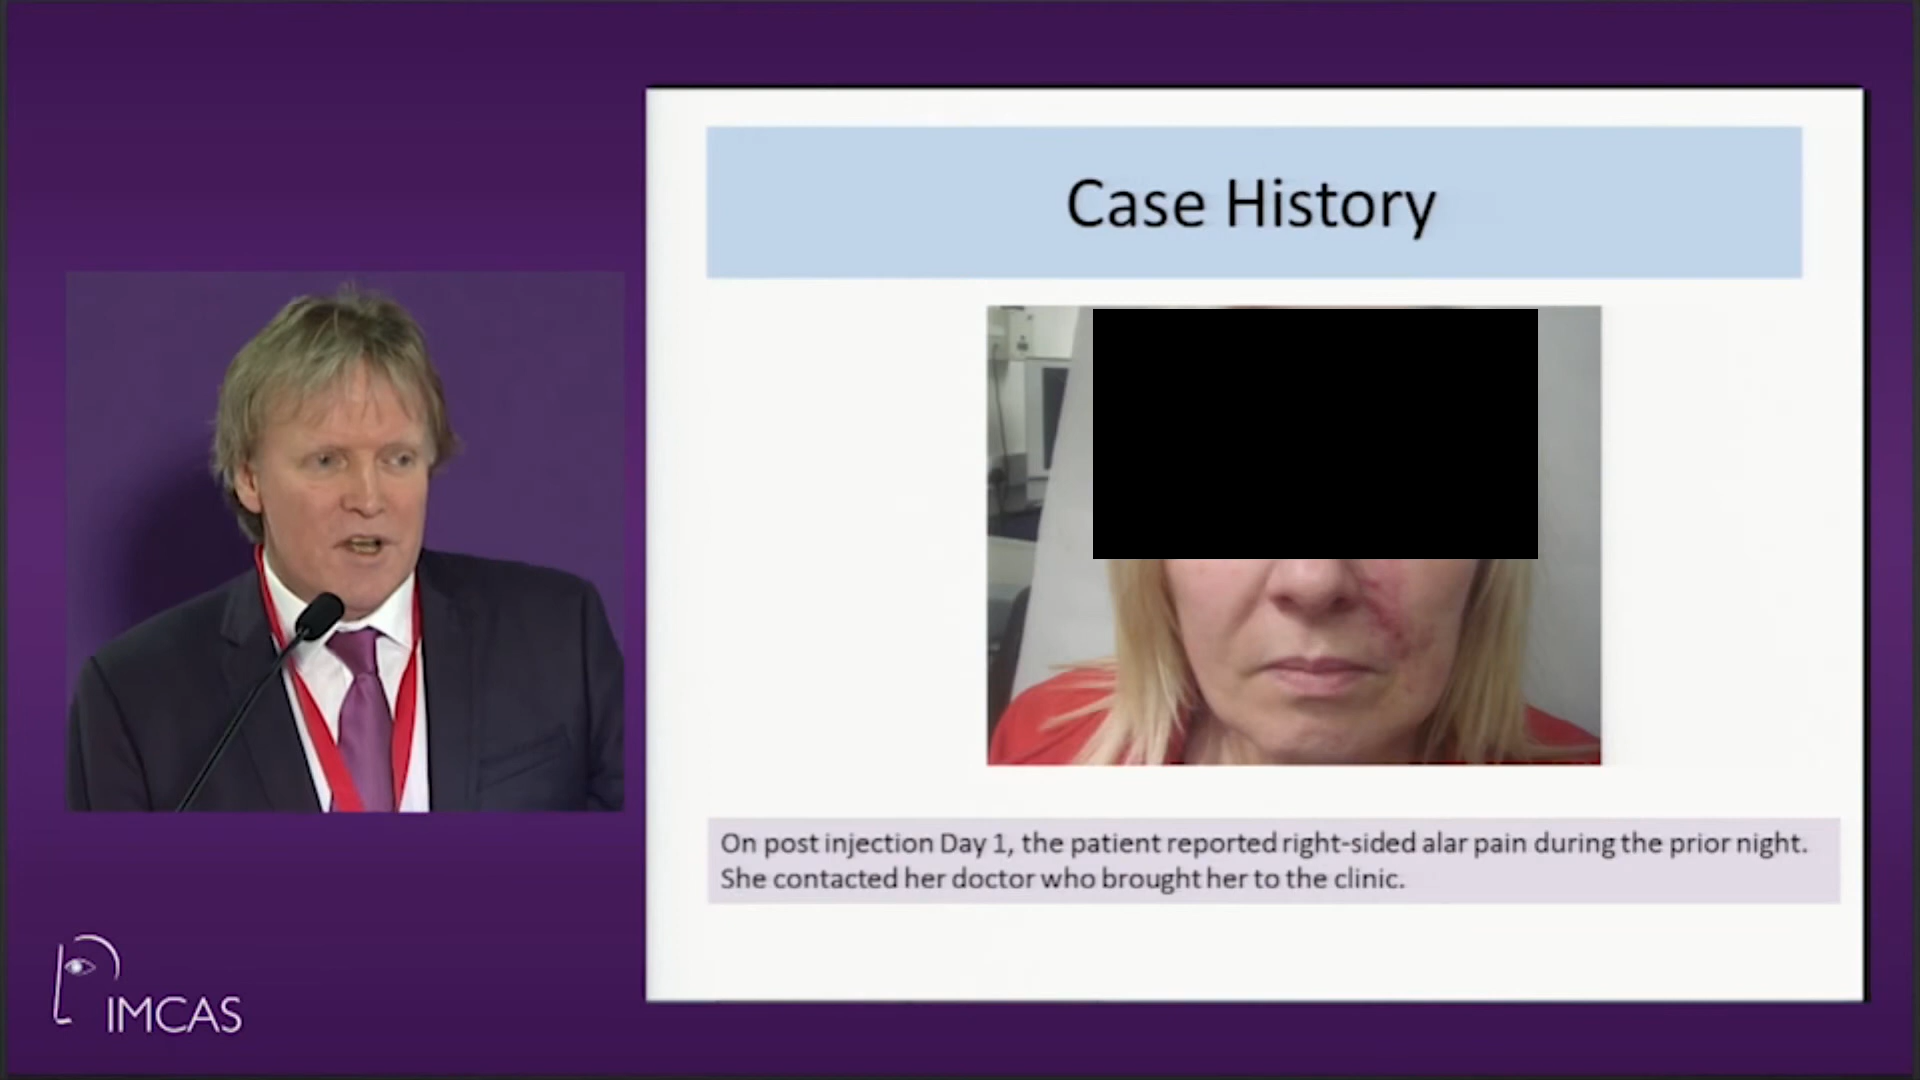 Case History
On post injection Day 1, the patient reported right-sided alar pain during the prior night.
She contacted her doctor who brought her to the clinic.
IMCAS